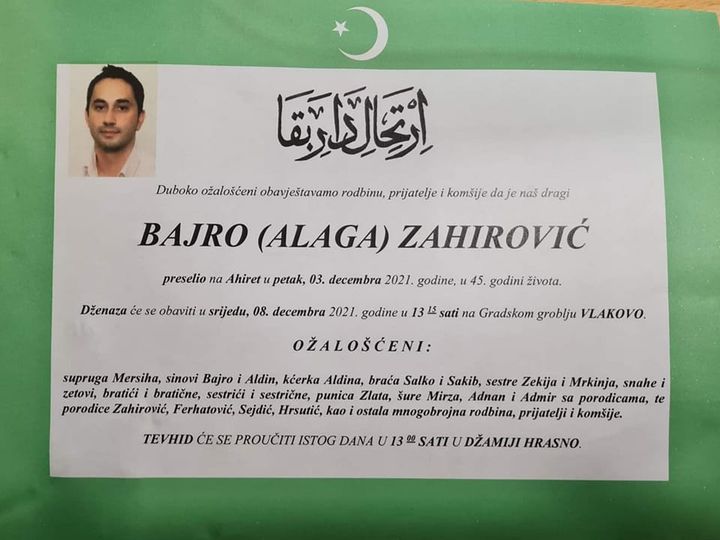 اِرْتِحَالِ دَارِ بَقَا
Duboko ožalošćeni obavještavamo rodbinu, prijatelje i komšije da je naš dragi
BAJRO (ALAGA) ZAHIROVIĆ
preselio na Ahiret u petak, 03. decembra 2021. godine, u 45. godini života.
Dženaza će se obaviti u srijedu, 08. decembra 2021. godine u 13 15 sati na Gradskom groblju VLAKOVO.
OŽALOŠĆENI:
supruga Mersiha, sinovi Bajro i Aldin, kćerka Aldina, braća Salko i Sakib, sestre Zekija i Mrkinja, snahe i
zetovi, bratići i bratične, sestrići i sestrične, punica Zlata, šure Mirza, Adnan i Admir sa porodicama, te
porodice Zahirović, Ferhatović, Sejdić, Hrsutić, kao i ostala mnogobrojna rodbina, prijatelji i komšije.
TEVHID ĆE SE PROUČITI ISTOG DANA U 13 00 SATI U DŽAMIJI HRASNO.